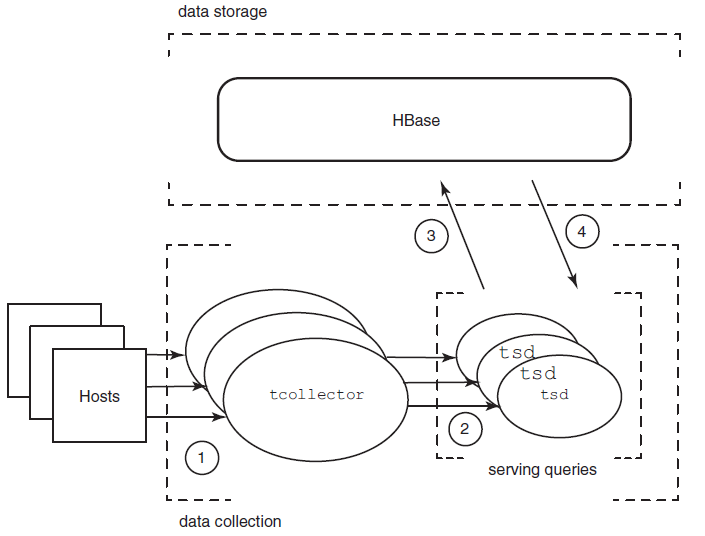 data storage
HBase
3
4
tsd
tsd
Hosts
tcollector
tsd
2
1
serving queries
data collection